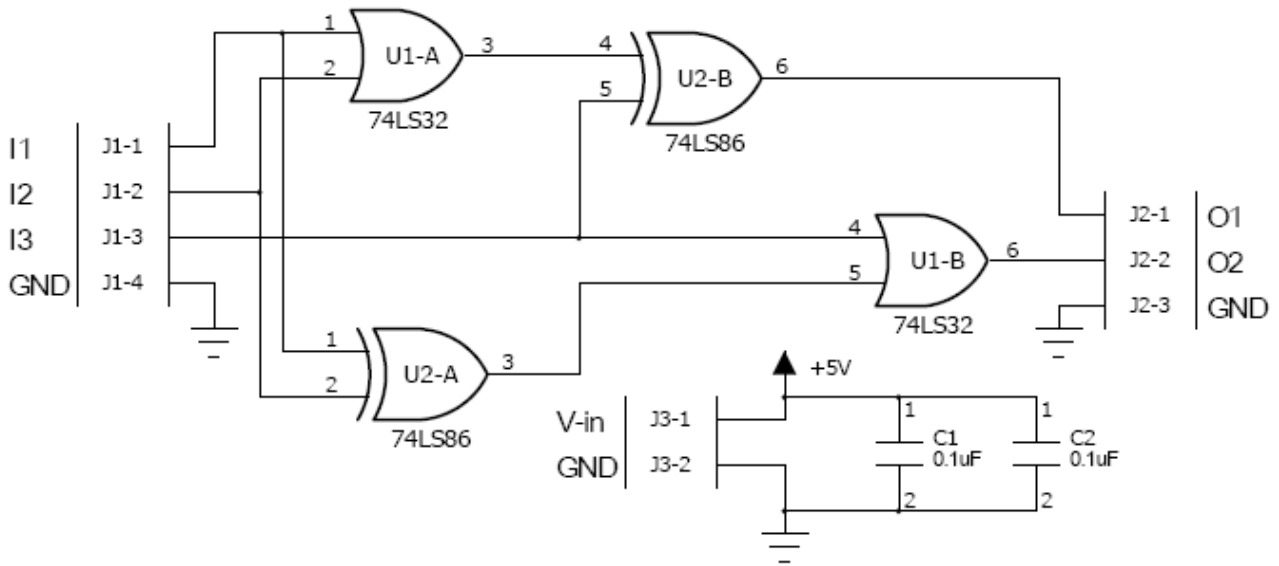 1
2
U1-A
3
74LS32
4
5
U2-B
6
74LS86
I1 J1-1
I2 J1-2
I3 J1-3
GND J1-4
4
5
U1-B
6
74LS32
J2-1 O1
J2-2 O2
J2-3 GND
1
2
U2-A
3
74LS86
+5V
V-in J3-1
GND J3-2
1
C1
0.1uF
2
1
C2
0.1uF
2